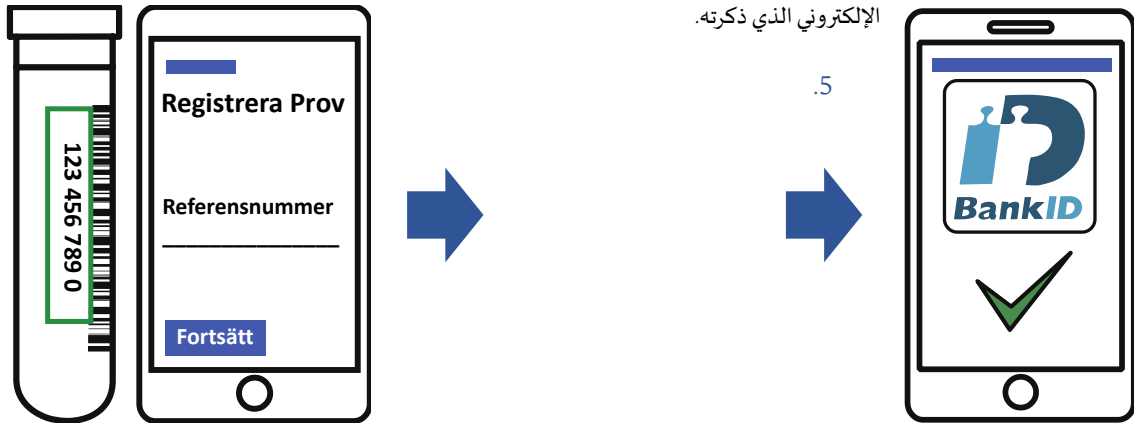 123 456 789 0
Registrera Prov
Referensnummer
Fortsätt
الإلكتروني الذي ذكرته.
.5
BankID